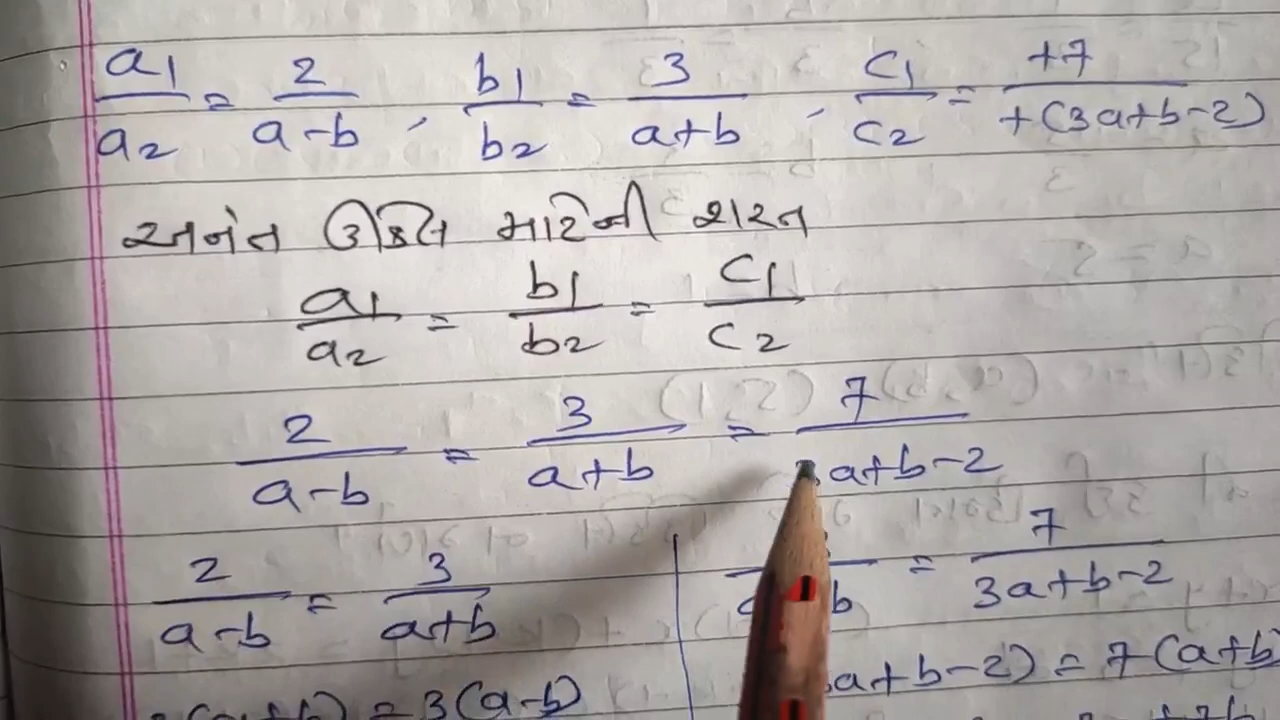 a1/a2 = 2/(a-b), b1/b2 = 3/(a+b), c1/c2 = +7/+(3a+b-2)
અનંત ઉકેલ માટેની શરત
a1/a2 = b1/b2 = c1/c2
2/(a-b) = 3/(a+b) = 7/a+b-2
2/(a-b) = 3/(a+b)
b = 7/(3a+b-2)
= 3(a-b)
a+b-2) = 7(a+b